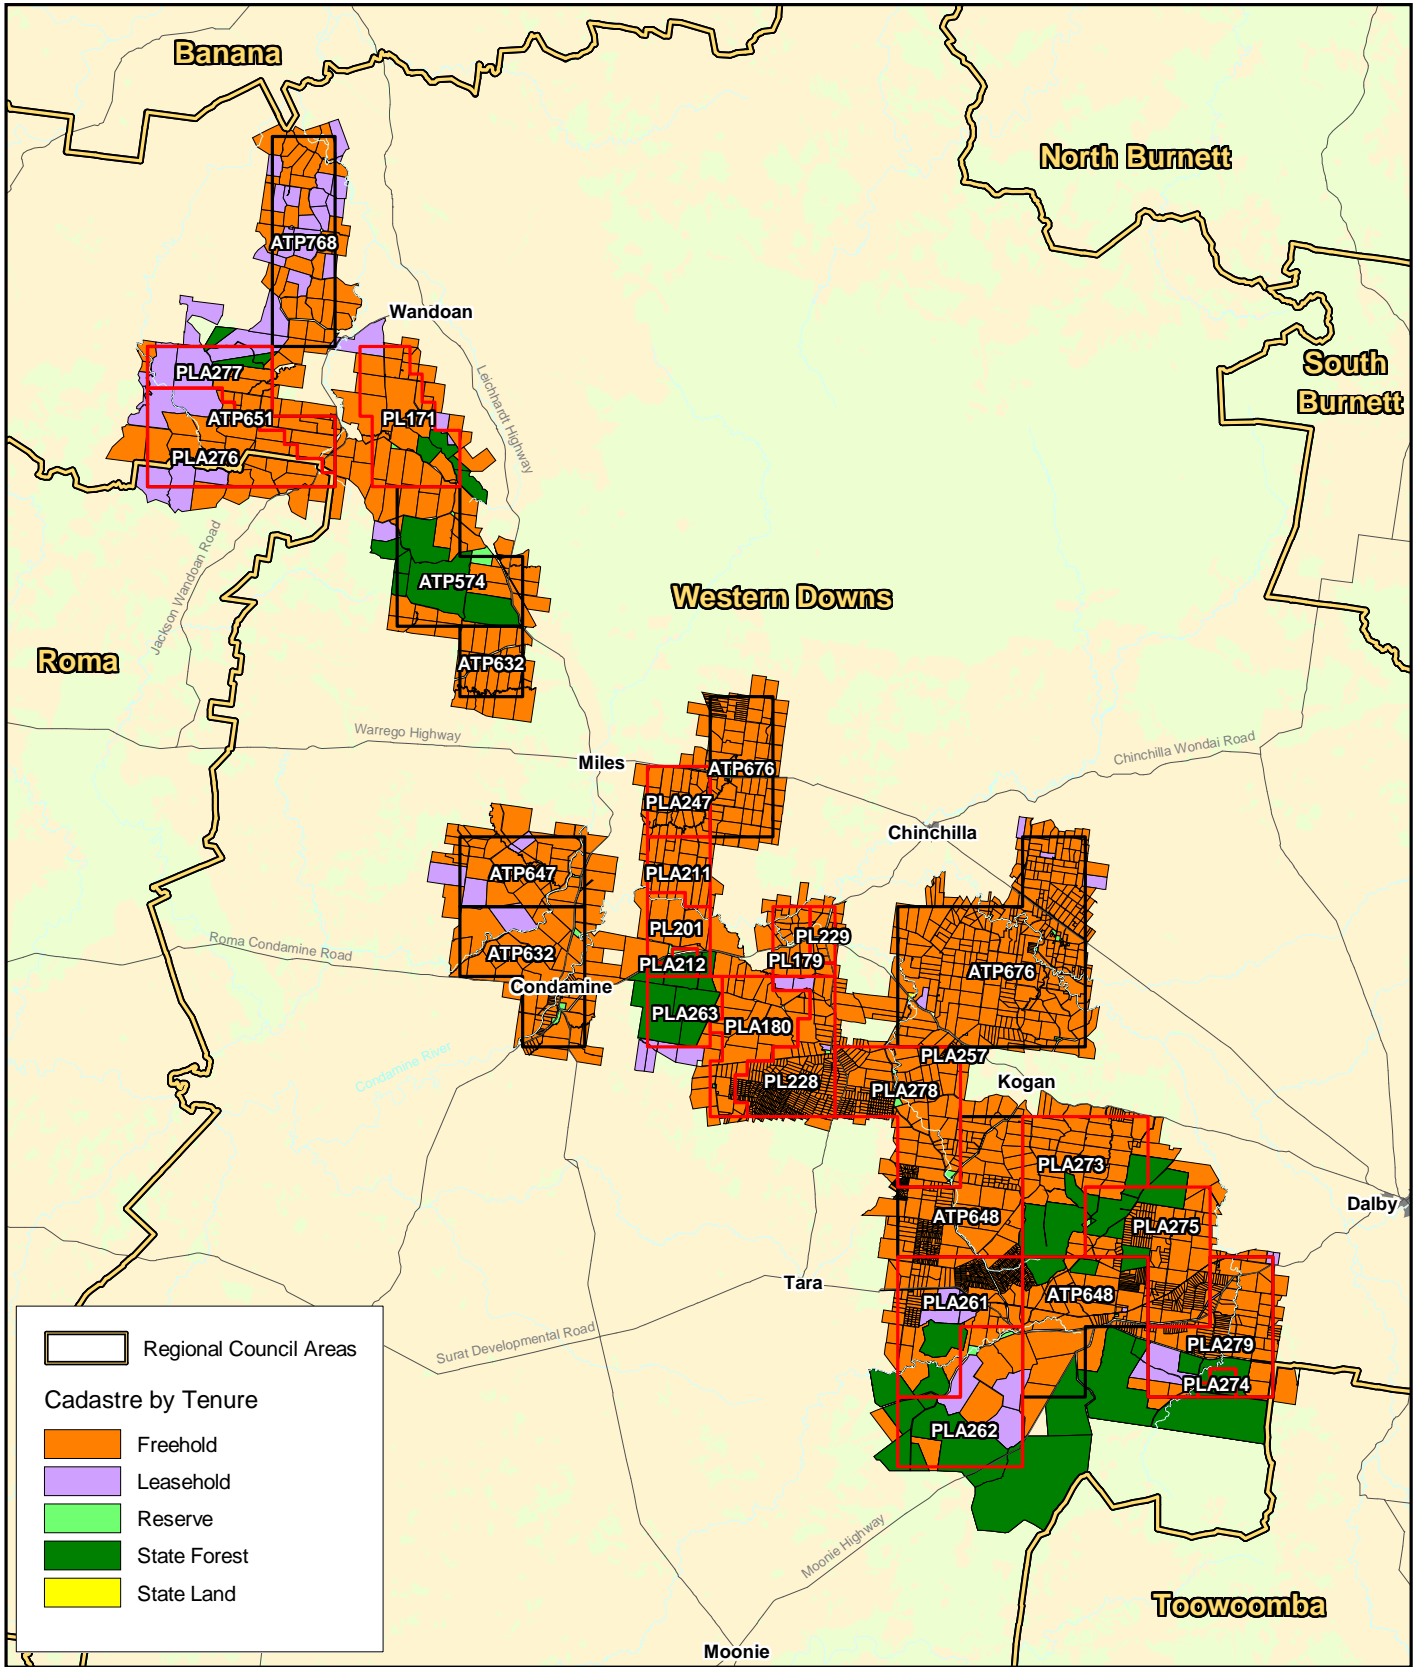 Banana
North Burnett
ATP768
Wandoan
South
Burnett
PLA277
Leichhardt Highway
ATP651
PL171
PLA276
Jackson Wandoan Road
ATP574
Western Downs
Roma
ATP632
Warrego Highway
Miles
ATP676
Chinchilla Wondai Road
PLA247
Chinchilla
ATP647
PLA211
PL201
PL229
Roma Condamine Road
ATP632
PLA212
PL179
ATP676
Condamine
PLA263
PLA180
Condamine River
PLA257
PL228
PLA278
Kogan
PLA273
Dalby
ATP648
PLA275
Tara
PLA261
ATP648
Surat Developmental Road
PLA279
PLA274
PLA262
Moonie Highway
Toowoomba
Moonie
Regional Council Areas
Cadastre by Tenure
Freehold
Leasehold
Reserve
State Forest
State Land